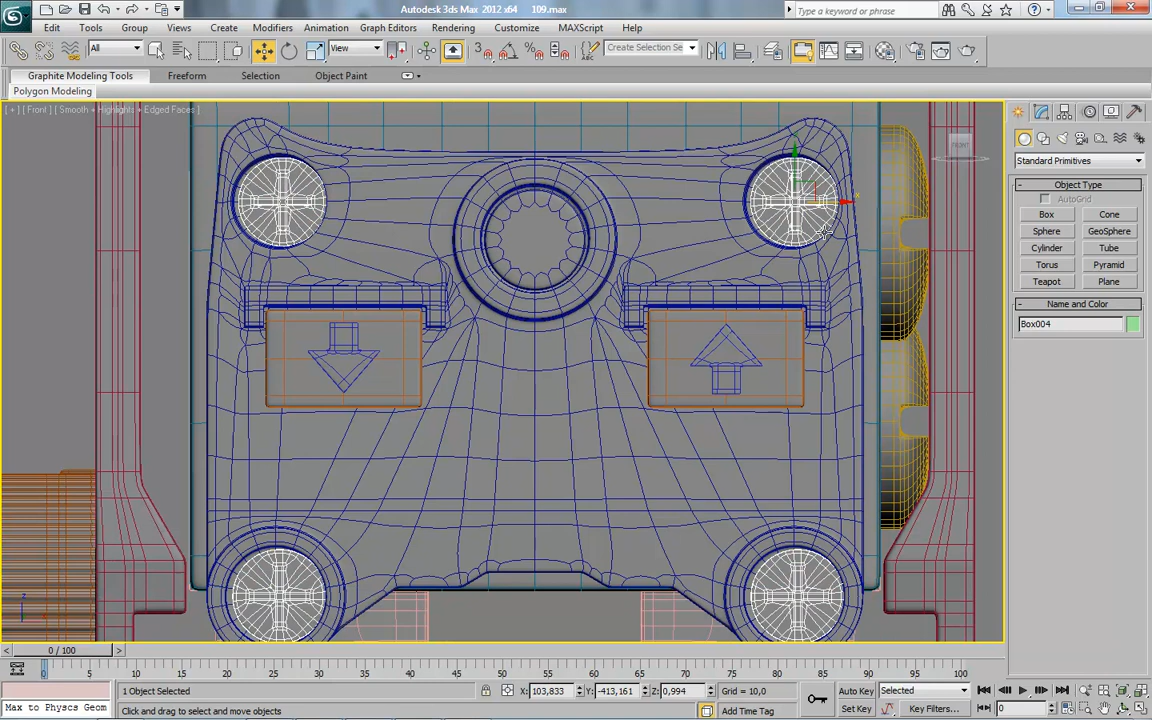 Autodesk 3ds Max 2012 x64 109.max
Type a keyword or phrase
Edit Tools Group Views Create Modifiers Animation Graph Editors Rendering Customize MAXScript Help
All View Create Selection Se
Graphite Modeling Tools Freeform Selection Object Paint
Polygon Modeling
[ + ] [ Front ] [ Smooth + Highlights + Edged Faces ]
FRONT
Standard Primitives
Object Type
AutoGrid
Box Cone
Sphere GeoSphere
Cylinder Tube
Torus Pyramid
Teapot Plane
Name and Color
Box004
x
z
0 / 100
0 5 10 15 20 25 30 35 40 45 50 55 60 65 70 75 80 85 90 95 100
1 Object Selected X: 103,833 Y: -413,161 Z: 0,994 Grid = 10,0 Auto Key Selected
Max to Physcs Geom Click and drag to select and move objects Add Time Tag Set Key Key Filters... 0